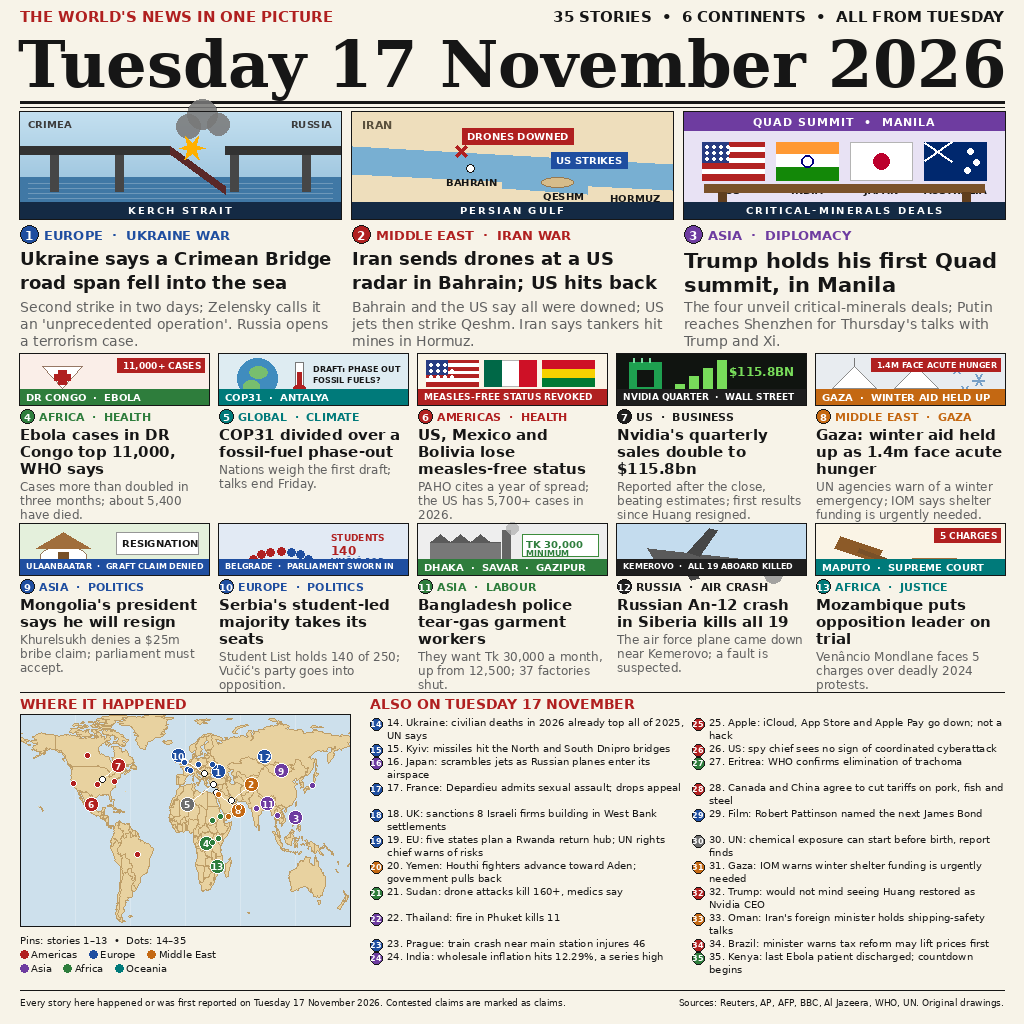 THE WORLD'S NEWS IN ONE PICTURE
35 STORIES • 6 CONTINENTS • ALL FROM TUESDAY
Tuesday 17 November 2026
CRIMEA
RUSSIA
KERCH STRAIT
IRAN
DRONES DOWNED
US STRIKES
BAHRAIN
QESHM
HORMUZ
PERSIAN GULF
QUAD SUMMIT • MANILA
CRITICAL-MINERALS DEALS
1 EUROPE · UKRAINE WAR
Ukraine says a Crimean Bridge
road span fell into the sea
Second strike in two days; Zelensky calls it
an 'unprecedented operation'. Russia opens
a terrorism case.
2 MIDDLE EAST · IRAN WAR
Iran sends drones at a US
radar in Bahrain; US hits back
Bahrain and the US say all were downed; US
jets then strike Qeshm. Iran says tankers hit
mines in Hormuz.
3 ASIA · DIPLOMACY
Trump holds his first Quad
summit, in Manila
The four unveil critical-minerals deals; Putin
reaches Shenzhen for Thursday's talks with
Trump and Xi.
11,000+ CASES
DR CONGO · EBOLA
4 AFRICA · HEALTH
Ebola cases in DR
Congo top 11,000,
WHO says
Cases more than doubled in
three months; about 5,400
have died.
DRAFT: PHASE OUT
FOSSIL FUELS?
COP31 · ANTALYA
5 GLOBAL · CLIMATE
COP31 divided over a
fossil-fuel phase-out
Nations weigh the first draft;
talks end Friday.
MEASLES-FREE STATUS REVOKED
6 AMERICAS · HEALTH
US, Mexico and
Bolivia lose
measles-free status
PAHO cites a year of spread;
the US has 5,700+ cases in
2026.
$115.8BN
NVIDIA QUARTER · WALL STREET
7 US · BUSINESS
Nvidia's quarterly
sales double to
$115.8bn
Reported after the close,
beating estimates; first results
since Huang resigned.
1.4M FACE ACUTE HUNGER
GAZA · WINTER AID HELD UP
8 MIDDLE EAST · GAZA
Gaza: winter aid held
up as 1.4m face acute
hunger
UN agencies warn of a winter
emergency; IOM says shelter
funding is urgently needed.
RESIGNATION
ULAANBAATAR · GRAFT CLAIM DENIED
9 ASIA · POLITICS
Mongolia's president
says he will resign
Khurelsukh denies a $25m
bribe claim; parliament must
accept.
STUDENTS
140
BELGRADE · PARLIAMENT SWORN IN
10 EUROPE · POLITICS
Serbia's student-led
majority takes its
seats
Student List holds 140 of 250;
Vučić's party goes into
opposition.
TK 30,000
MINIMUM
DHAKA · SAVAR · GAZIPUR
11 ASIA · LABOUR
Bangladesh police
tear-gas garment
workers
They want Tk 30,000 a month,
up from 12,500; 37 factories
shut.
KEMEROVO · ALL 19 ABOARD KILLED
12 RUSSIA · AIR CRASH
Russian An-12 crash
in Siberia kills all 19
The air force plane came down
near Kemerovo; a fault is
suspected.
5 CHARGES
MAPUTO · SUPREME COURT
13 AFRICA · JUSTICE
Mozambique puts
opposition leader on
trial
Venâncio Mondlane faces 5
charges over deadly 2024
protests.
WHERE IT HAPPENED
Pins: stories 1–13 • Dots: 14–35
Americas
Europe
Middle East
Asia
Africa
Oceania
ALSO ON TUESDAY 17 NOVEMBER
14. Ukraine: civilian deaths in 2026 already top all of 2025,
UN says
15. Kyiv: missiles hit the North and South Dnipro bridges
16. Japan: scrambles jets as Russian planes enter its
airspace
17. France: Depardieu admits sexual assault; drops appeal
18. UK: sanctions 8 Israeli firms building in West Bank
settlements
19. EU: five states plan a Rwanda return hub; UN rights
chief warns of risks
20. Yemen: Houthi fighters advance toward Aden;
government pulls back
21. Sudan: drone attacks kill 160+, medics say
22. Thailand: fire in Phuket kills 11
23. Prague: train crash near main station injures 46
24. India: wholesale inflation hits 12.29%, a series high
25. Apple: iCloud, App Store and Apple Pay go down; not a
hack
26. US: spy chief sees no sign of coordinated cyberattack
27. Eritrea: WHO confirms elimination of trachoma
28. Canada and China agree to cut tariffs on pork, fish and
steel
29. Film: Robert Pattinson named the next James Bond
30. UN: chemical exposure can start before birth, report
finds
31. Gaza: IOM warns winter shelter funding is urgently
needed
32. Trump: would not mind seeing Huang restored as
Nvidia CEO
33. Oman: Iran's foreign minister holds shipping-safety
talks
34. Brazil: minister warns tax reform may lift prices first
35. Kenya: last Ebola patient discharged; countdown
begins
Every story here happened or was first reported on Tuesday 17 November 2026. Contested claims are marked as claims.
Sources: Reuters, AP, AFP, BBC, Al Jazeera, WHO, UN. Original drawings.